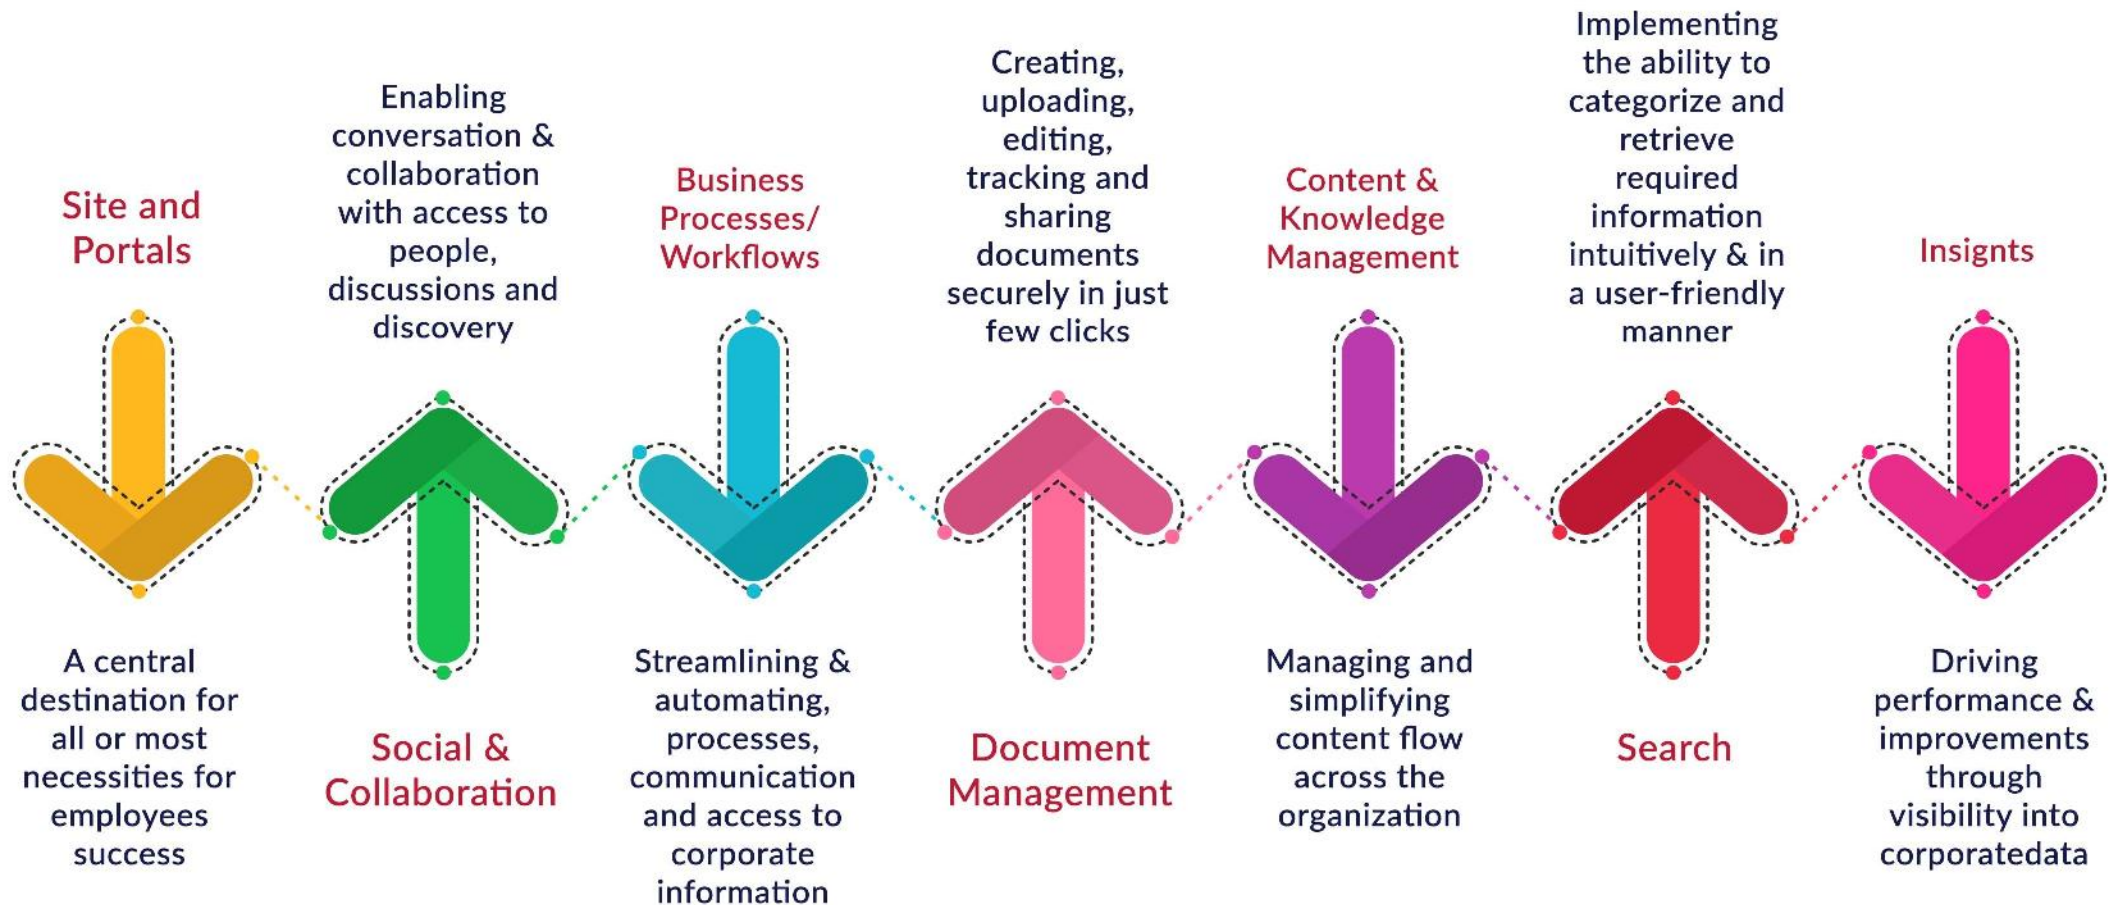 Site and
Portals
A central
destination for
all or most
necessities for
employees
success
Enabling
conversation &
collaboration
with access to
people,
discussions and
discovery
Social &
Collaboration
Business
Processes/
Workflows
Streamlining &
automating,
processes,
communication
and access to
corporate
information
Creating,
uploading,
editing,
tracking and
sharing
documents
securely in just
few clicks
Document
Management
Content &
Knowledge
Management
Managing and
simplifying
content flow
across the
organization
Implementing
the ability to
categorize and
retrieve
required
information
intuitively & in
a user-friendly
manner
Search
Insignts
Driving
performance &
improvements
through
visibility into
corporatedata